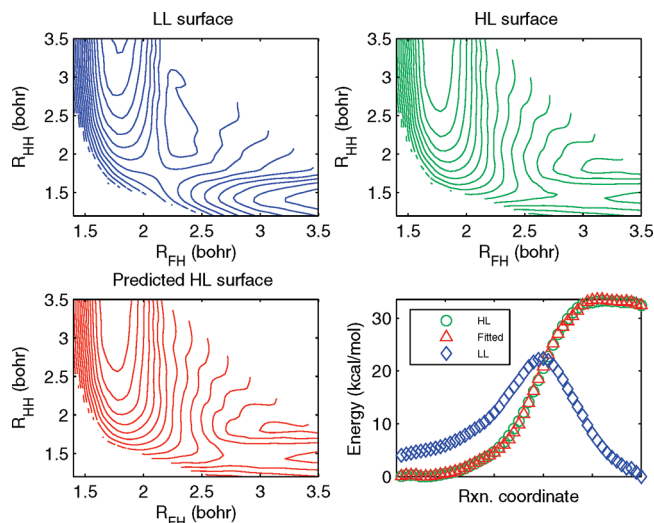 LL surface
3.5
3
2.5
2
1.5
R_HH (bohr)
1.5 2 2.5 3 3.5
R_FH (bohr)
HL surface
3.5
3
2.5
2
1.5
R_HH (bohr)
1.5 2 2.5 3 3.5
R_FH (bohr)
Predicted HL surface
3.5
3
2.5
2
1.5
R_HH (bohr)
1.5 2 2.5 3 3.5
R_FH (bohr)
HL
Fitted
LL
30
20
10
0
Energy (kcal/mol)
Rxn. coordinate